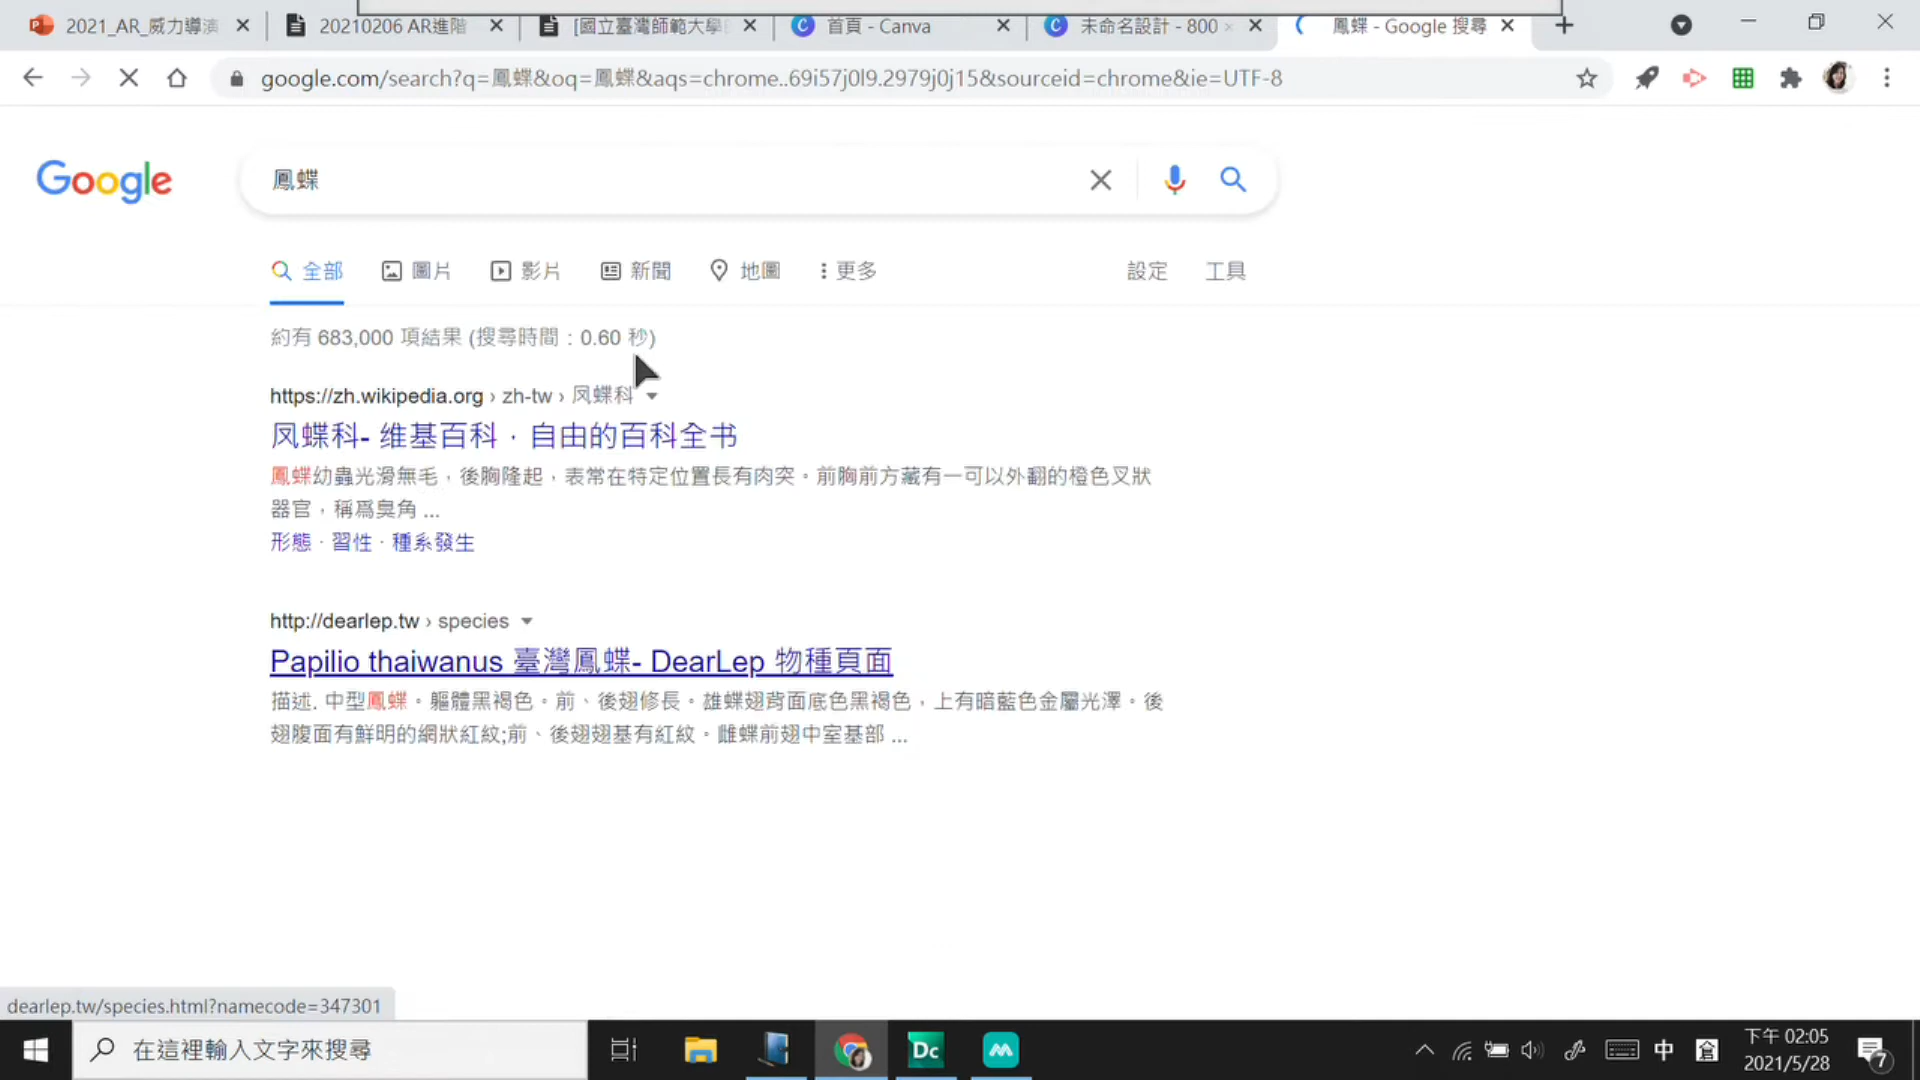 2021_AR_威力導演
20210206 AR進階
[國立臺灣師範大學
首頁 - Canva
未命名設計 - 800
鳳蝶 - Google 搜尋
google.com/search?q=鳳蝶&oq=鳳蝶&aqs=chrome..69i57j0l9.2979j0j15&sourceid=chrome&ie=UTF-8
Google
鳳蝶
全部 圖片 影片 新聞 地圖 更多 設定 工具
約有 683,000 項結果 (搜尋時間：0.60 秒)
https://zh.wikipedia.org › zh-tw › 凤蝶科
凤蝶科- 维基百科，自由的百科全书
鳳蝶幼蟲光滑無毛，後胸隆起，表常在特定位置長有肉突。前胸前方藏有一可以外翻的橙色叉狀
器官，稱爲臭角 ...
形態 · 習性 · 種系發生
http://dearlep.tw › species
Papilio thaiwanus 臺灣鳳蝶- DearLep 物種頁面
描述. 中型鳳蝶。軀體黑褐色。前、後翅修長。雄蝶翅背面底色黑褐色，上有暗藍色金屬光澤。後
翅腹面有鮮明的網狀紅紋;前、後翅翅基有紅紋。雌蝶前翅中室基部 ...
dearlep.tw/species.html?namecode=347301
在這裡輸入文字來搜尋
Dc
中
倉
下午 02:05
2021/5/28
7